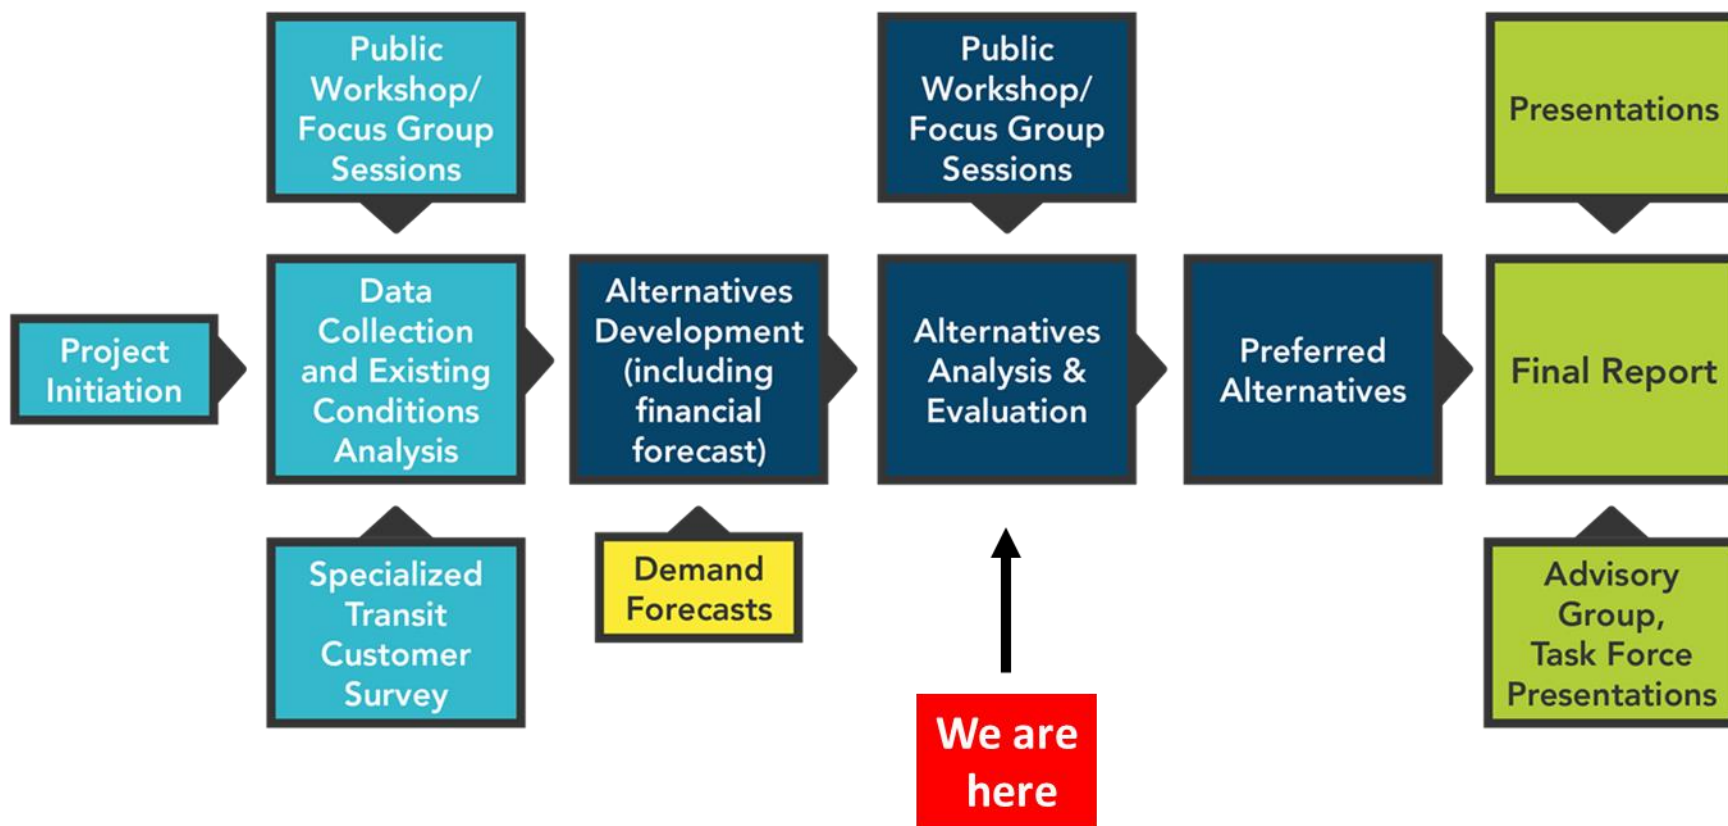 Public
Workshop/
Focus Group
Sessions
Public
Workshop/
Focus Group
Sessions
Presentations
Project
Initiation
Data
Collection
and Existing
Conditions
Analysis
Alternatives
Development
(including
financial
forecast)
Alternatives
Analysis &
Evaluation
Preferred
Alternatives
Final Report
Specialized
Transit
Customer
Survey
Demand
Forecasts
We are
here
Advisory
Group,
Task Force
Presentations